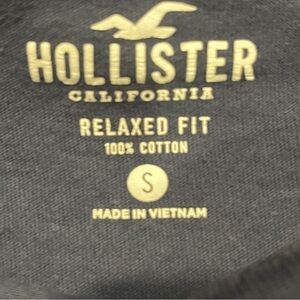 HOLLISTER
CALIFORNIA
RELAXED FIT
100% COTTON
S
MADE IN VIETNAM